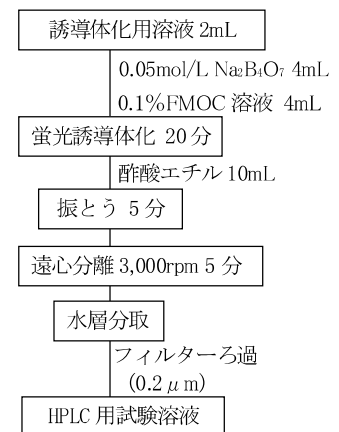 誘導体化用溶液 2mL
0.05mol/L Na₂B₄O₇ 4mL
0.1%FMOC 溶液 4mL
蛍光誘導体化 20 分
酢酸エチル 10mL
振とう 5 分
遠心分離 3,000rpm 5 分
水層分取
フィルターろ過
(0.2μm)
HPLC 用試験溶液